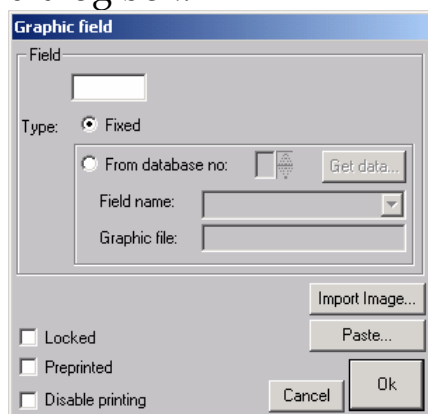 Graphic field
Field
Type: Fixed
From database no: Get data...
Field name:
Graphic file:
Import Image...
Locked Paste...
Preprinted
Disable printing Cancel Ok